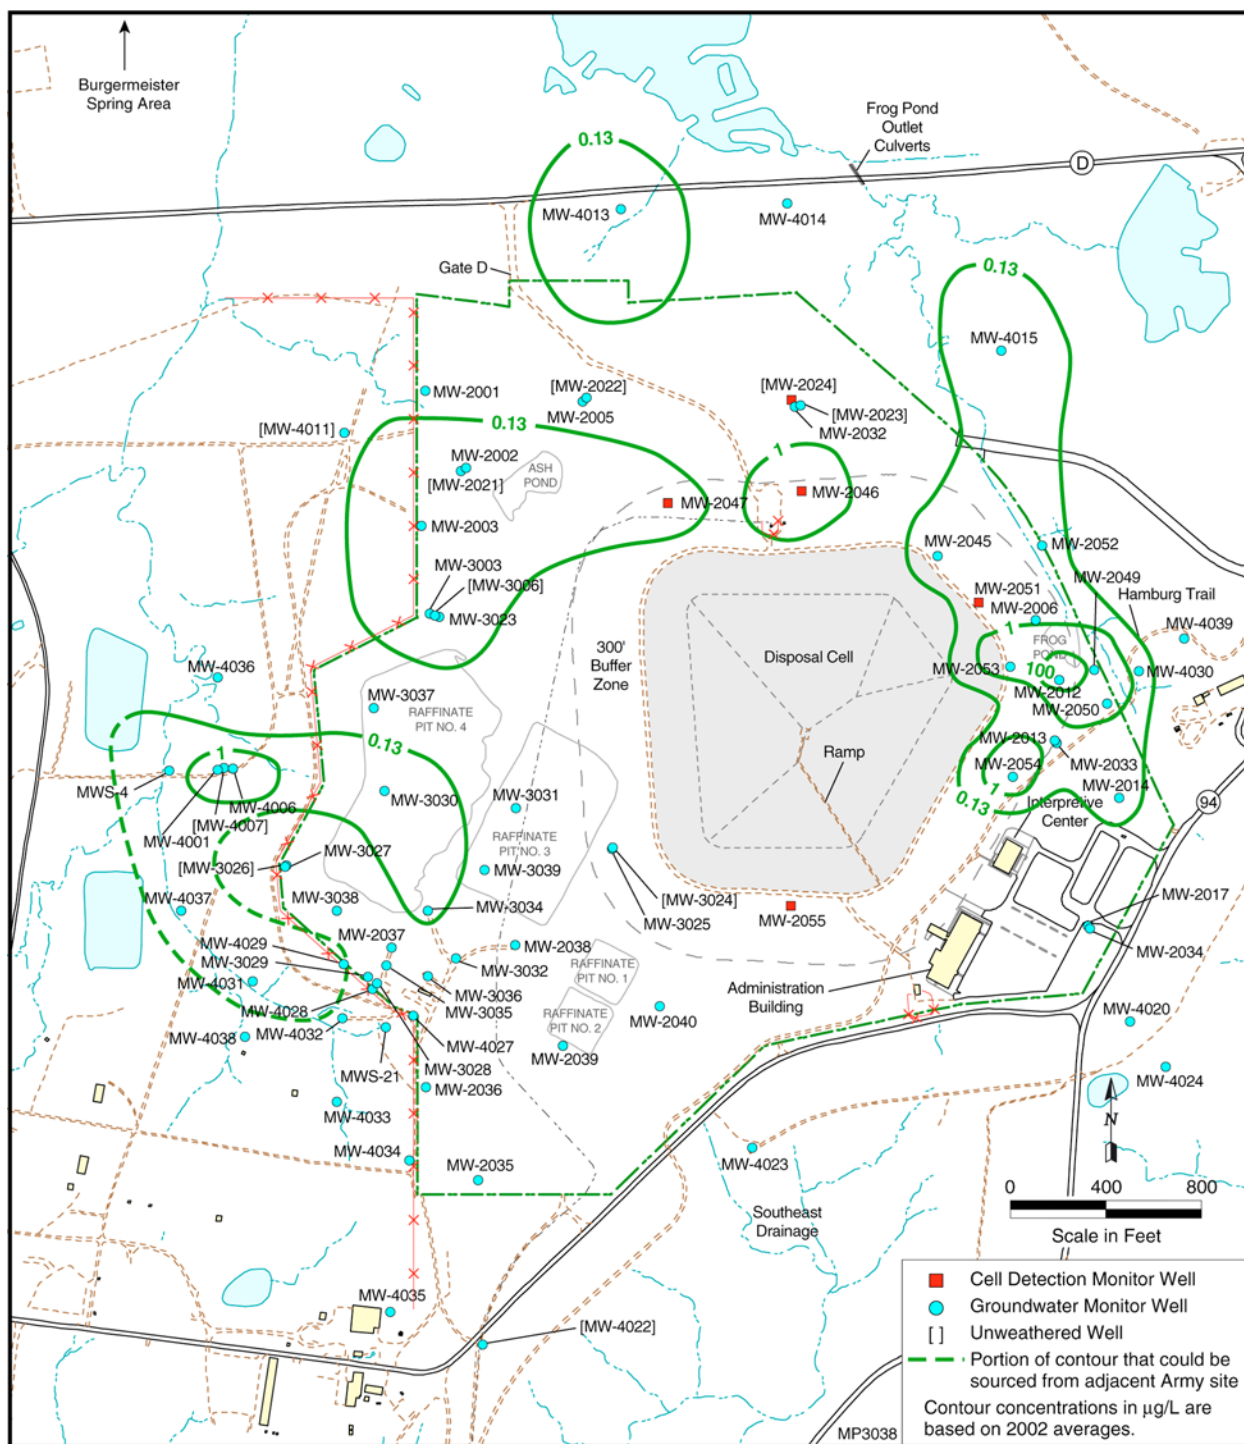 Burgermeister
Spring Area
Frog Pond
Outlet
Culverts
0.13
D
MW-4013
MW-4014
Gate D
0.13
MW-4015
MW-2001
[MW-2022]
MW-2005
[MW-2024]
[MW-2023]
MW-2032
[MW-4011]
0.13
MW-2002
[MW-2021]
ASH
POND
1
MW-2047
MW-2046
MW-2003
MW-2045
MW-2052
MW-3003
[MW-3006]
MW-3023
MW-2049
MW-2051
MW-2006
Hamburg Trail
MW-4039
1
FROG
POND
300'
Buffer
Zone
Disposal Cell
MW-2053
100
MW-4030
MW-2012
MW-2050
MW-4036
MW-3037
RAFFINATE
PIT NO. 4
0.13
MW-2013
Ramp
1
MW-2033
MW-2054
MWS-4
MW-4006
[MW-4007]
MW-4001
MW-3030
MW-3031
1
MW-2014
0.13
Interpretive
Center
94
RAFFINATE
PIT NO. 3
MW-3027
[MW-3026]
MW-3039
[MW-3024]
MW-3025
MW-4037
MW-3038
MW-3034
MW-2055
MW-2017
MW-2034
MW-4029
MW-2037
MW-2038
MW-3029
MW-3032
RAFFINATE
PIT NO. 1
MW-4031
MW-3036
MW-3035
Administration
Building
MW-4028
MW-4032
RAFFINATE
PIT NO. 2
MW-2040
MW-4020
MW-4038
MW-4027
MW-3028
MW-2039
MWS-21
MW-2036
MW-4024
MW-4033
N
MW-4034
MW-2035
MW-4023
0 400 800
Scale in Feet
Southeast
Drainage
MW-4035
[MW-4022]
Cell Detection Monitor Well
Groundwater Monitor Well
[ ] Unweathered Well
Portion of contour that could be
sourced from adjacent Army site
Contour concentrations in µg/L are
based on 2002 averages.
MP3038